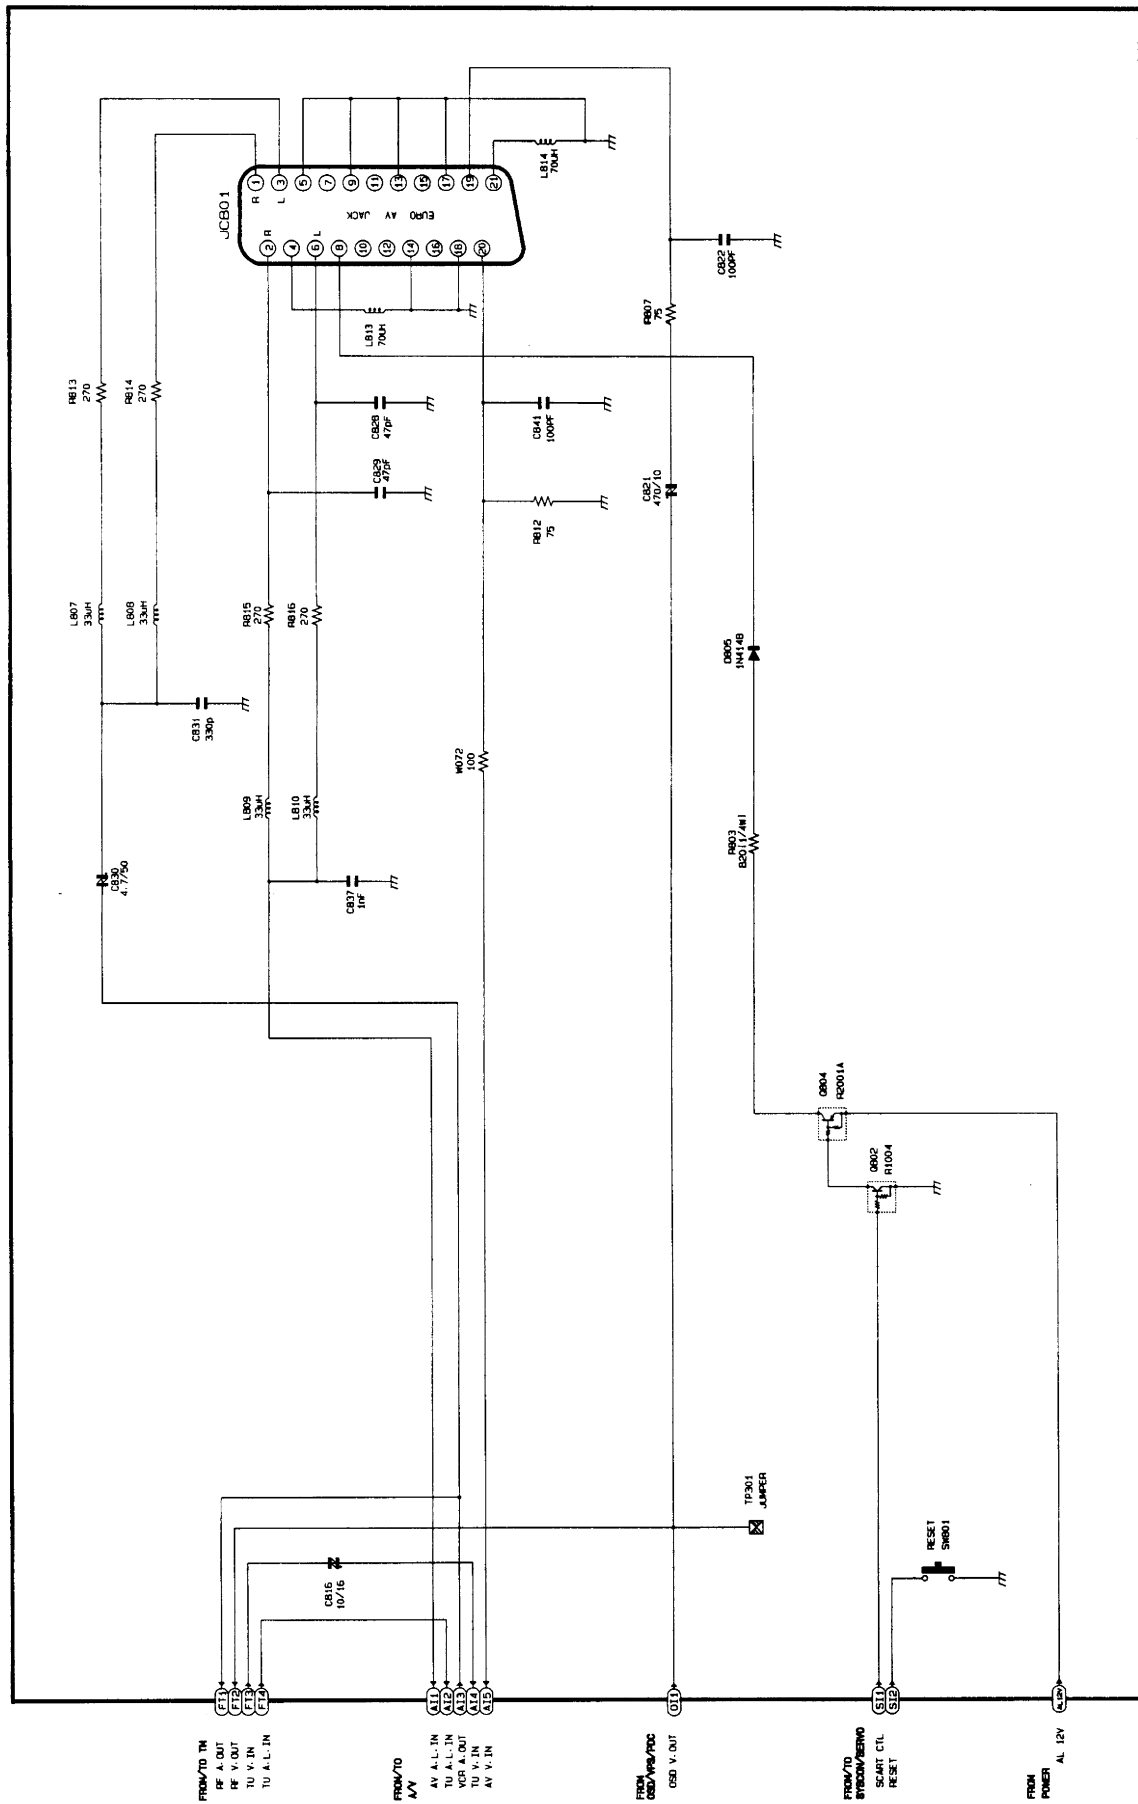 JC801
EURO AV JACK
R
L
1
3
5
7
9
11
13
15
17
19
21
R
L
2
4
6
8
10
12
14
16
18
20
L814
70UH
L813
70UH
C822
100PF
R807
75
R813
270
R814
270
C828
47pF
C829
47pF
C841
100PF
R812
75
C821
470/10
L807
33uH
L808
33uH
R815
270
R816
270
C831
330p
D805
1N4148
W072
100
L809
33uH
L810
33uH
R803
820(1/4W)
C830
4.7/50
C837
1nF
Q804
R2001A
Q802
R1004
TP301
JUMPER
RESET
SW801
C816
10/16
FROM/TO TM
FT1 RF A.OUT
FT2 RF V.OUT
FT3 TU V.IN
FT4 TU A.L.IN
FROM/TO
A/V
AI1 AV A.L.IN
AI2 TU A.L.IN
AI3 VCR A.OUT
AI4 TU V.IN
AI5 AV V.IN
FROM
OSD/VPS/PDC
OI1 OSD V.OUT
FROM/TO
SYSCON/SERVO
SI1 SCART CTL
SI2 RESET
FROM
POWER
AL12V AL 12V